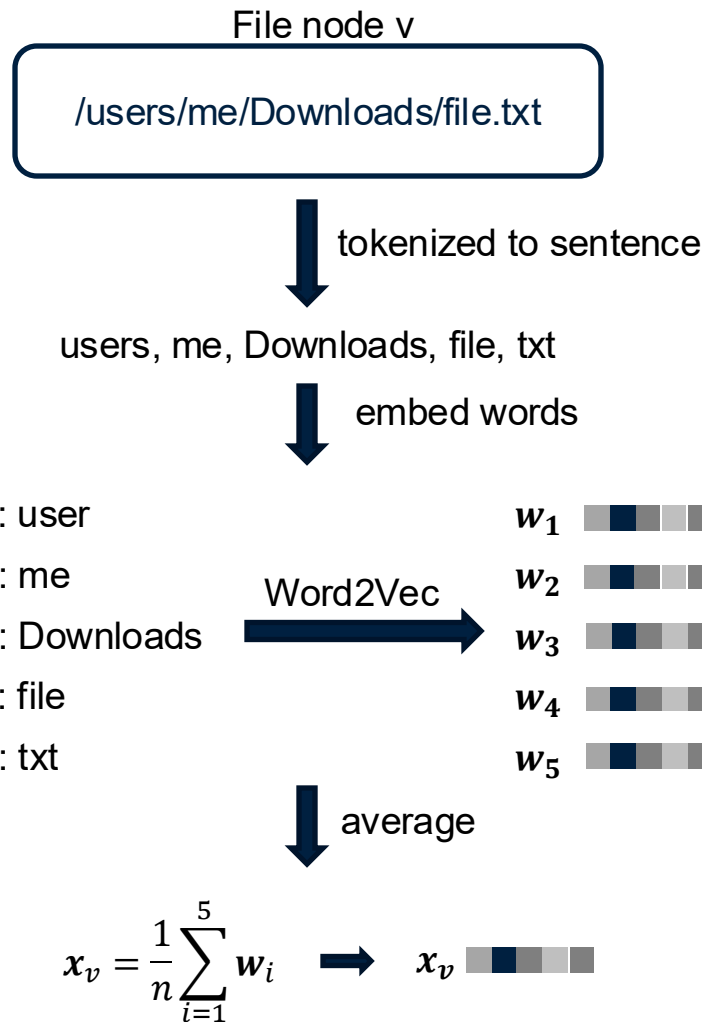 File node v
/users/me/Downloads/file.txt
tokenized to sentence
users, me, Downloads, file, txt
embed words
: user
: me
: Downloads
: file
: txt
Word2Vec
w₁
w₂
w₃
w₄
w₅
average
xᵥ = 1/n ∑⁵ᵢ₌₁ wᵢ
xᵥ